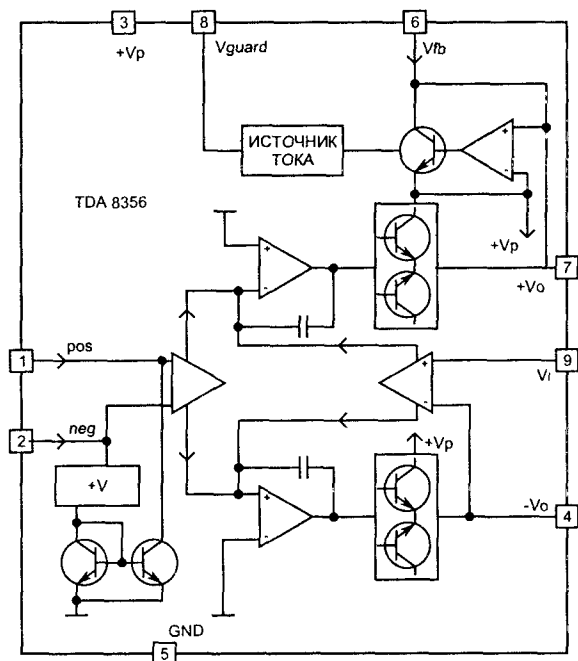 3
8
6
+Vp
Vguard
Vfb
ИСТОЧНИК
ТОКА
+
-
TDA 8356
+Vp
+
-
7
+Vo
1
pos
9
Vi
+
-
2
neg
+V
+Vp
+
-
4
-Vo
GND
5